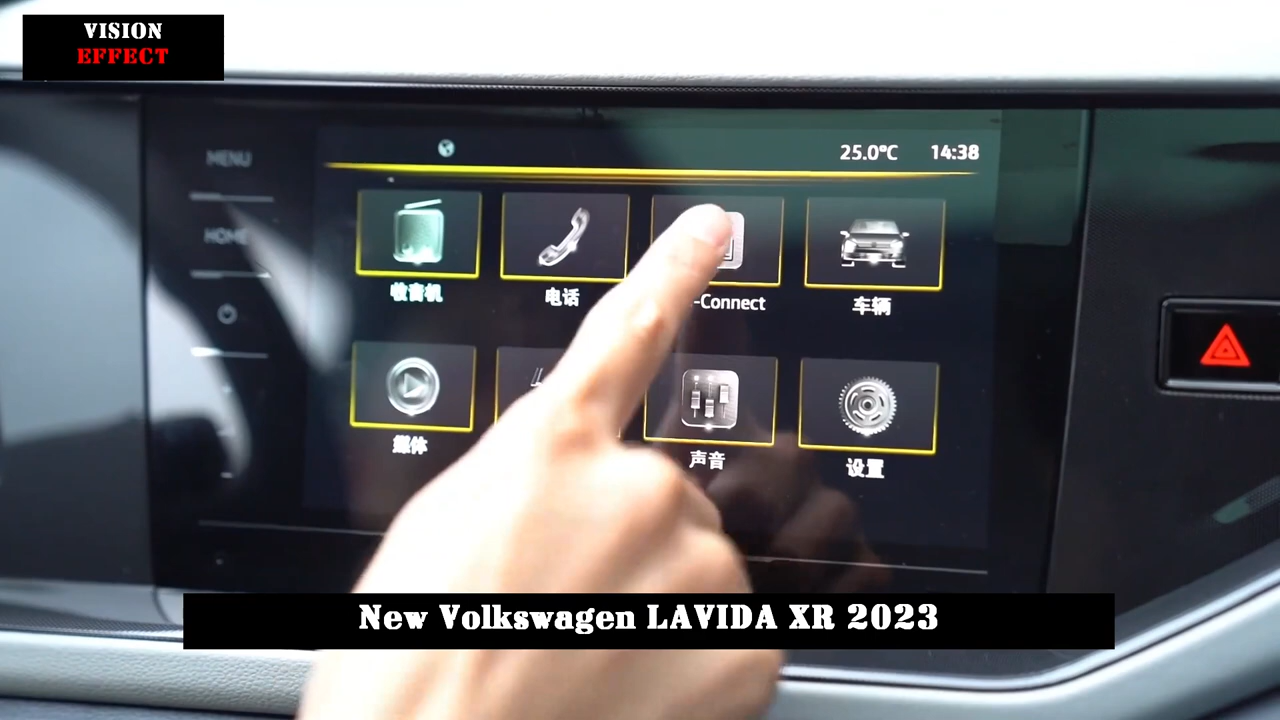 VISION
EFFECT
MENU
25.0°C 14:38
HOME
收音机
电话
-Connect
车辆
媒体
声音
设置
New Volkswagen LAVIDA XR 2023